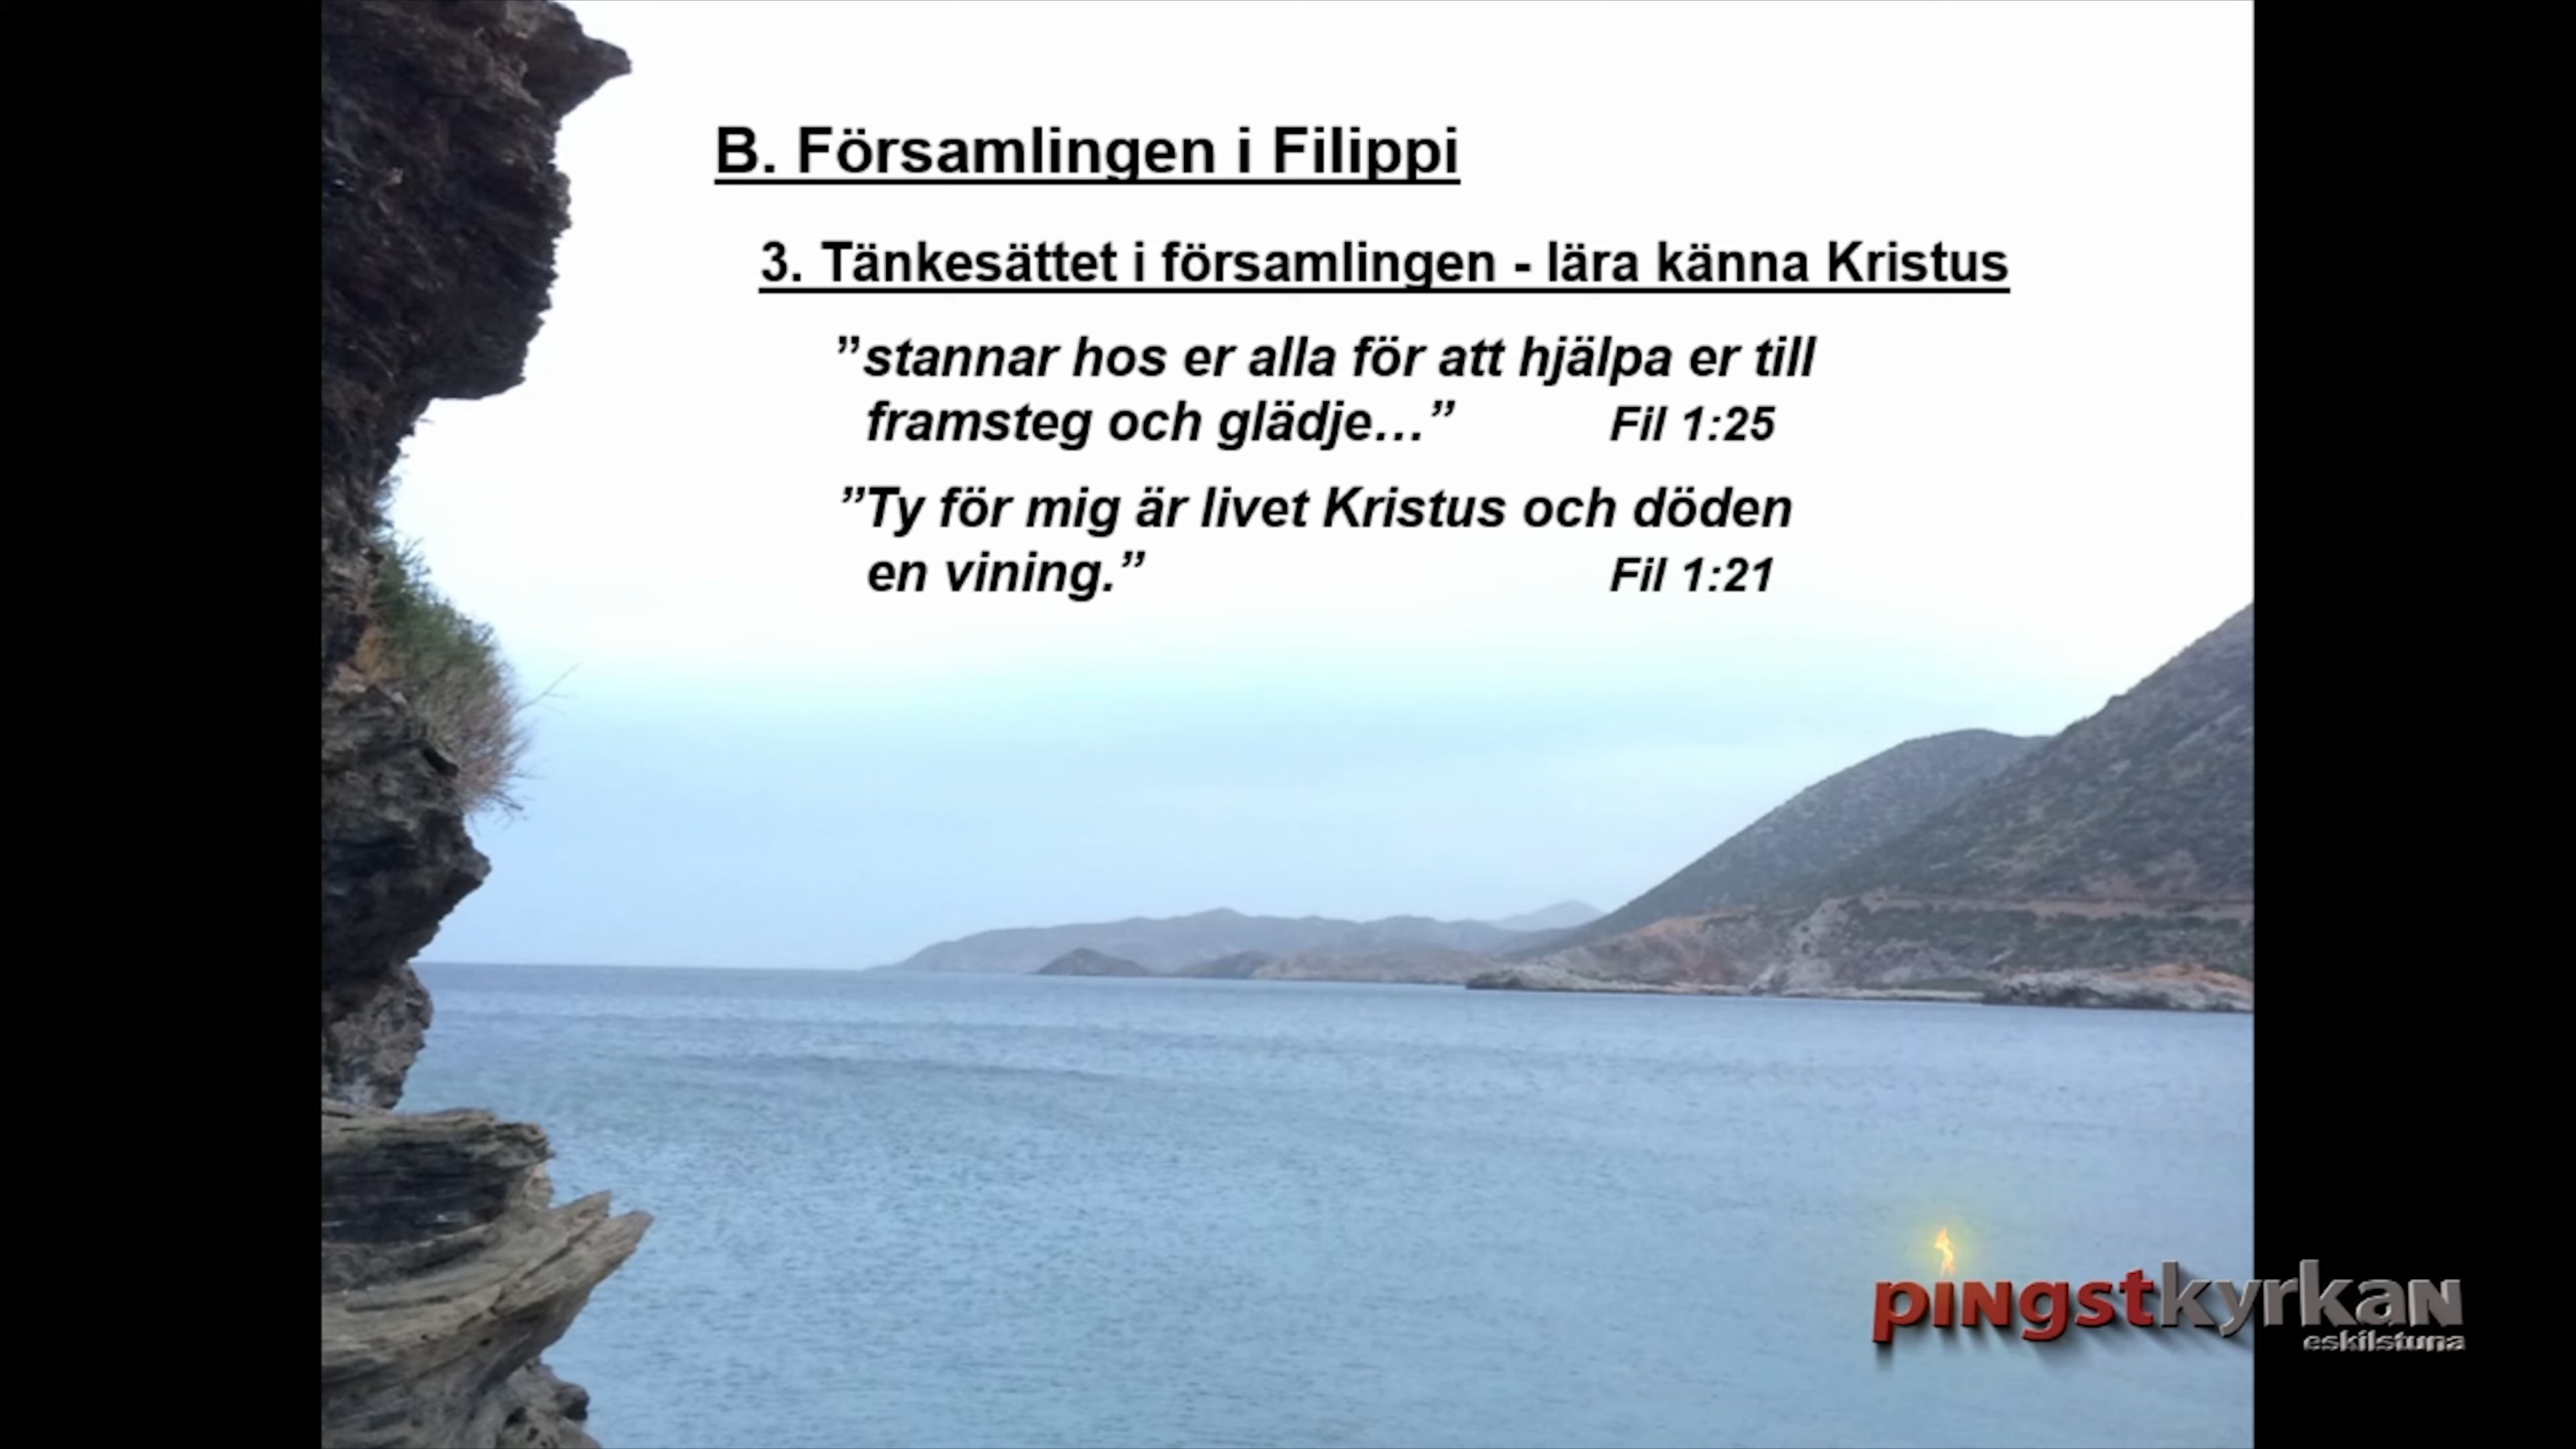 B. Församlingen i Filippi
3. Tänkesättet i församlingen - lära känna Kristus
”stannar hos er alla för att hjälpa er till
framsteg och glädje…” Fil 1:25
”Ty för mig är livet Kristus och döden
en vining.” Fil 1:21
pingstkyrkan
eskilstuna